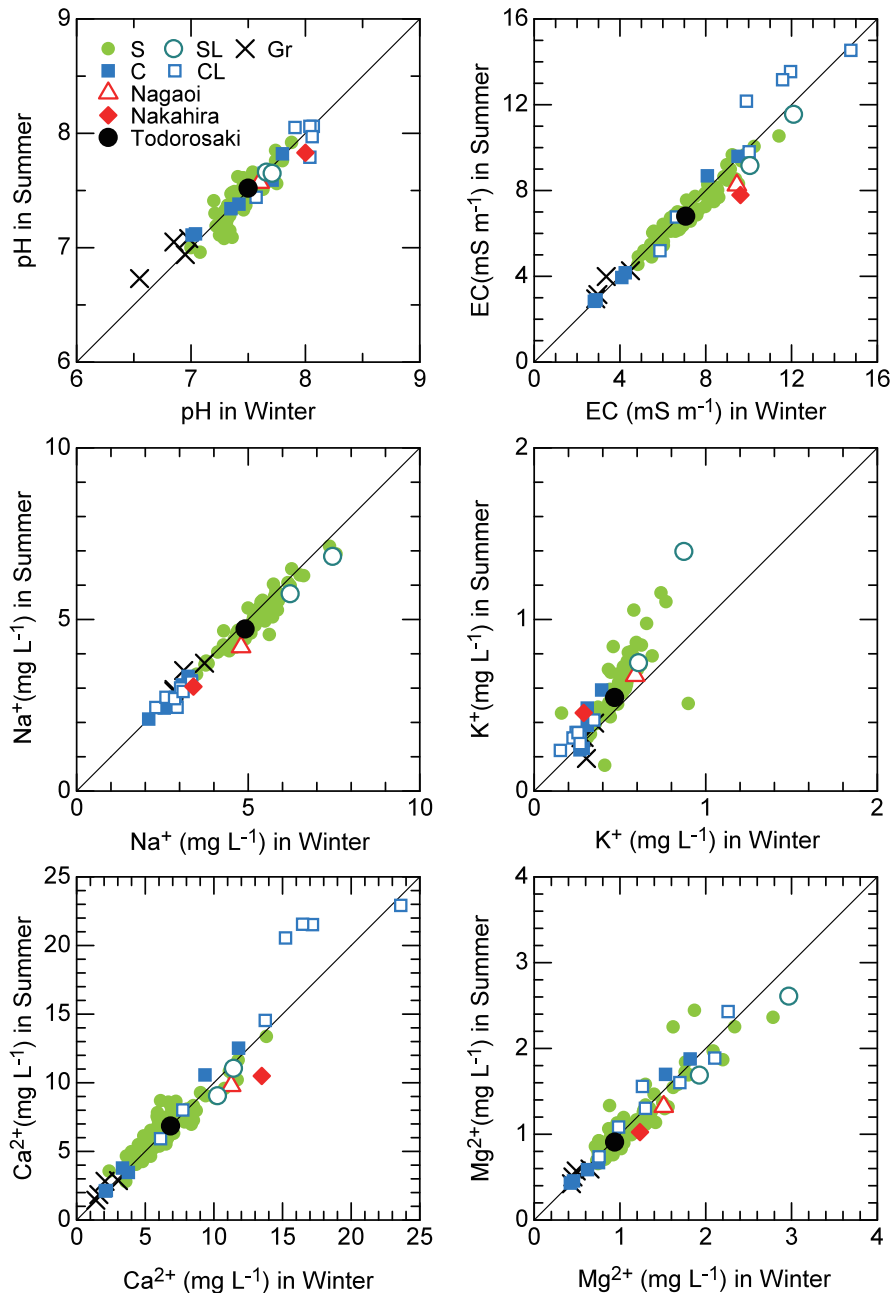 9
8
7
6
S SL Gr
C CL
Nagaoi
Nakahira
Todorosaki
pH in Summer
6 7 8 9
pH in Winter
16
12
8
4
0
EC(mS m⁻¹) in Summer
0 4 8 12 16
EC (mS m⁻¹) in Winter
10
5
0
Na⁺(mg L⁻¹) in Summer
0 5 10
Na⁺ (mg L⁻¹) in Winter
2
1
0
K⁺(mg L⁻¹) in Summer
0 1 2
K⁺ (mg L⁻¹) in Winter
25
20
15
10
5
0
Ca²⁺(mg L⁻¹) in Summer
0 5 10 15 20 25
Ca²⁺ (mg L⁻¹) in Winter
4
3
2
1
0
Mg²⁺(mg L⁻¹) in Summer
0 1 2 3 4
Mg²⁺ (mg L⁻¹) in Winter